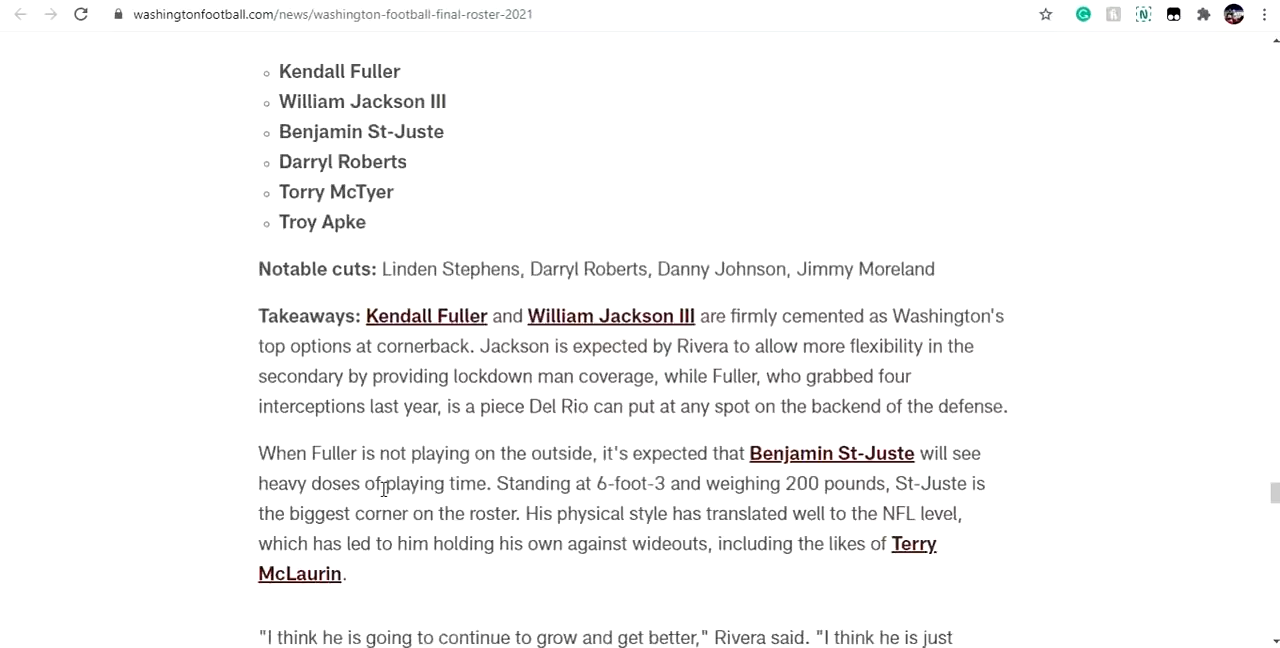 washingtonfootball.com/news/washington-football-final-roster-2021
Kendall Fuller
William Jackson III
Benjamin St-Juste
Darryl Roberts
Torry McTyer
Troy Apke
Notable cuts: Linden Stephens, Darryl Roberts, Danny Johnson, Jimmy Moreland
Takeaways: Kendall Fuller and William Jackson III are firmly cemented as Washington's
top options at cornerback. Jackson is expected by Rivera to allow more flexibility in the
secondary by providing lockdown man coverage, while Fuller, who grabbed four
interceptions last year, is a piece Del Rio can put at any spot on the backend of the defense.
When Fuller is not playing on the outside, it's expected that Benjamin St-Juste will see
heavy doses of playing time. Standing at 6-foot-3 and weighing 200 pounds, St-Juste is
the biggest corner on the roster. His physical style has translated well to the NFL level,
which has led to him holding his own against wideouts, including the likes of Terry
McLaurin.
"I think he is going to continue to grow and get better," Rivera said. "I think he is just